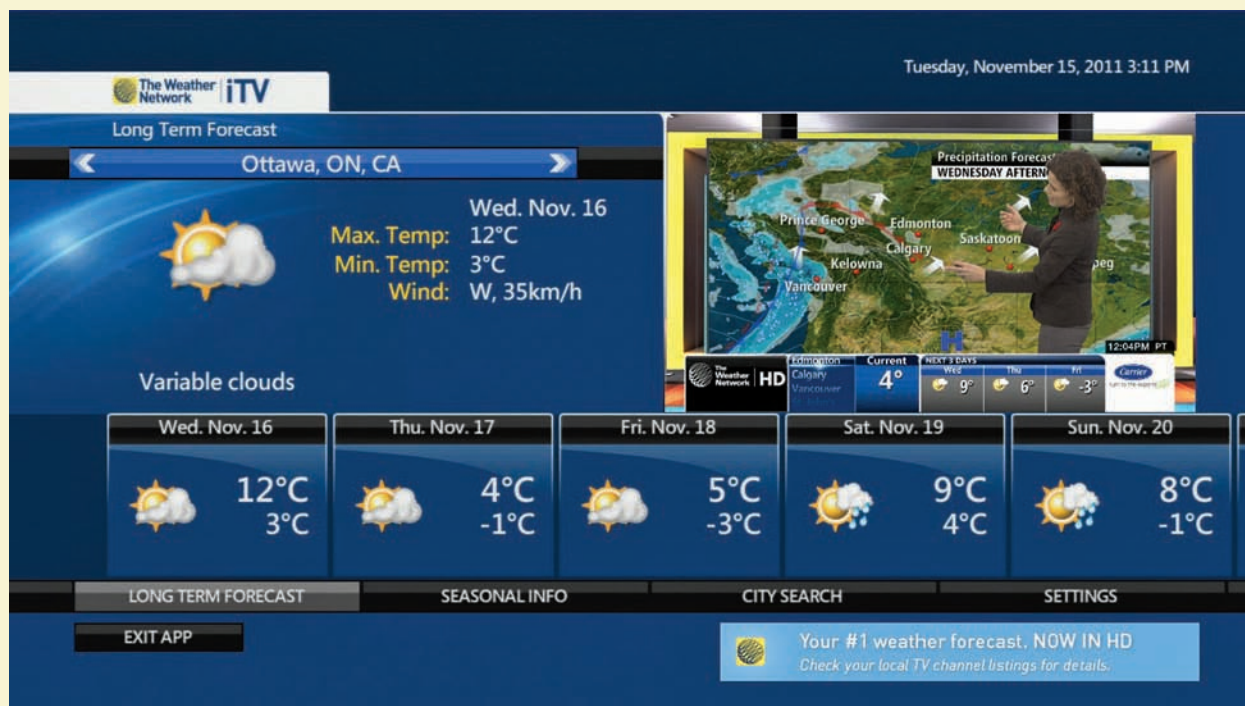 Tuesday, November 15, 2011 3:11 PM
The Weather
Network
iTV
Long Term Forecast
Ottawa, ON, CA
Wed. Nov. 16
Max. Temp: 12°C
Min. Temp: 3°C
Wind: W, 35km/h
Variable clouds
Precipitation
WEDNESDAY
Prince George
Edmonton
Calgary
Saskatoon
Kelowna
Vancouver
H
12:04PM PT
The
Weather
Network
HD
Edmonton
Calgary
Vancouver
Current
4°
NEXT 3 DAYS
Wed Thu Fri
9° 6° -3°
Carrier
turn to the experts
Wed. Nov. 16
12°C
3°C
Thu. Nov. 17
4°C
-1°C
Fri. Nov. 18
5°C
-3°C
Sat. Nov. 19
9°C
4°C
Sun. Nov. 20
8°C
-1°C
LONG TERM FORECAST
SEASONAL INFO
CITY SEARCH
SETTINGS
EXIT APP
Your #1 weather forecast. NOW IN HD
Check your local TV channel listings for details.